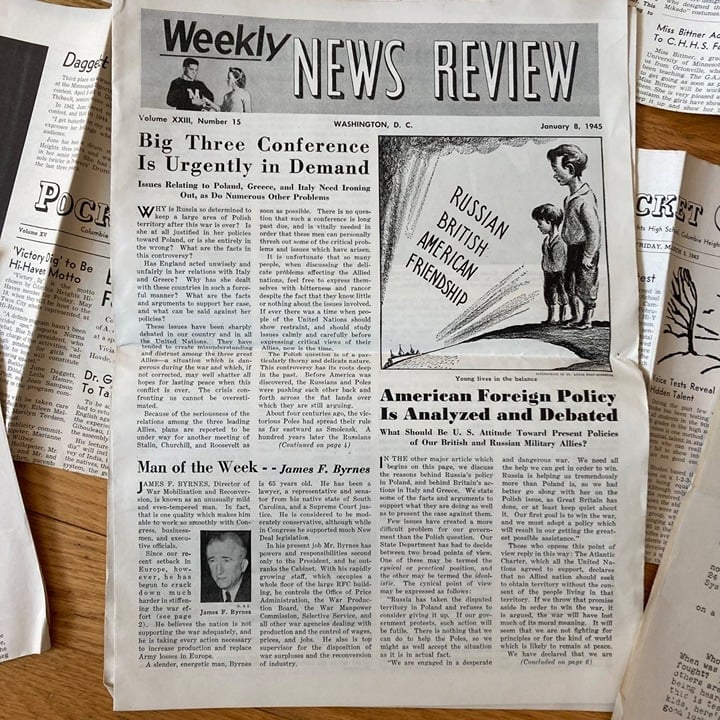 Weekly
NEWS REVIEW
Volume XXIII, Number 15
WASHINGTON, D. C.
January 8, 1945
Big Three Conference
Is Urgently in Demand
Issues Relating to Poland, Greece, and Italy Need Ironing
Out, as Do Numerous Other Problems
WHY is Russia so determined to
keep a large area of Polish
territory after this war is over? Is
she at all justified in her policies
toward Poland, or is she entirely in
the wrong? What are the facts in
this controversy?
Has England acted unwisely and
unfairly in her relations with Italy and
Greece? Why has she dealt
with these countries in such a force-
ful manner? What are the facts
and arguments to support her case,
and what can be said against her
policies?
These issues have been sharply
debated in our country and in all
the United Nations. They have
tended to create misunderstanding
and distrust among the three great
Allies—a situation which is dan-
gerous during the war and which, if
not corrected, may well shatter all
hopes for lasting peace when this
conflict is over. The crisis con-
fronting us cannot be overesti-
mated.
Because of the seriousness of the
relations among the three leading
Allies, plans are reported to be
under way for another meeting of
Stalin, Churchill, and Roosevelt as
soon as possible. There is no ques-
tion that such a conference is long
past due, and is vitally needed in
order that these men can personally
thresh out some of the critical prob-
lems and issues which have arisen.
It is unfortunate that so many
people, when discussing the deli-
cate problems affecting the Allied
nations, feel free to express them-
selves with bitterness and rancor
despite the fact that they know little
or nothing about the issues involved.
If ever there was a time when peo-
ple of the United Nations should
show restraint, and should study
issues calmly and carefully before
expressing critical views of their
Allies, now is the time.
The Polish question is of a par-
ticularly thorny and delicate nature.
This controversy has its roots deep
in the past. Before America was
discovered, the Russians and Poles
were pushing each other back and
forth across the flat lands over
which they are still arguing.
About four centuries ago, the vic-
torious Poles had spread their rule
as far eastward as Smolensk. A
hundred years later the Russians
(Continued on page 4)
RUSSIAN
BRITISH
AMERICAN
FRIENDSHIP
Young lives in the balance
American Foreign Policy
Is Analyzed and Debated
What Should Be U. S. Attitude Toward Present Policies
of Our British and Russian Military Allies?
IN THE other major article which
begins on this page, we discuss
the reasons behind Russia's policy
in Poland, and behind Britain's ac-
tions in Italy and Greece. We state
some of the facts and arguments to
support what they are doing as well
as to present the case against them.
Few issues have created a more
difficult problem for our govern-
ment than the Polish question. Our
State Department has had to decide
between two broad points of view.
One of these may be termed the
cynical or practical position, and
the other may be termed the ideal-
istic. The cynical point of view
may be expressed as follows:
"Russia has taken the disputed
territory in Poland and refuses to
consider giving it up. If our gov-
ernment protests, such action will
be futile. There is nothing that we
can do to help the Poles, so we
might as well accept the situation
as it is in actual fact.
"We are engaged in a desperate
and dangerous war. We need all
the help we can get in order to win.
Russia is helping us tremendously
more than Poland is, so we had
better go along with her on the
Polish issue, as Great Britain has
done, or at least keep quiet about
it. Our first goal is to win the war,
and we must adopt a policy which
will result in our getting the great-
est possible assistance."
Those who oppose this point of
view reply in this way: The Atlantic
Charter, which all the United Na-
tions agreed to support, declares
that no Allied nation should seek
to obtain territory without the con-
sent of the people living in that
territory. If we throw that promise
aside in order to win the war, it
is argued, the war will have lost
much of its moral meaning. It will
seem that we are not fighting for
principles or for the kind of world
which is likely to remain at peace.
We have declared that we are
(Concluded on page 6)
Man of the Week -- James F. Byrnes
JAMES F. BYRNES, Director of
War Mobilization and Reconver-
sion, is known as an unusually mild
and even-tempered man. In fact,
that is one quality which makes him
able to work so smoothly with Con-
gress, business-
men, and execu-
tive officials.
Since our re-
cent setback in
Europe, how-
ever, he has
begun to crack
down much
harder in stiffen-
ing the war ef-
fort (see page
2). He believes the nation is not
supporting the war adequately, and
he is taking every action necessary
to increase production and replace
Army losses in Europe.
A slender, energetic man, Byrnes
James F. Byrnes
is 65 years old. He has been a
lawyer, a representative and sena-
tor from his native state of South
Carolina, and a Supreme Court jus-
tice. He is considered to be mod-
erately conservative, although while
in Congress he supported much New
Deal legislation.
In his present job Mr. Byrnes has
powers and responsibilities second
only to the President, and he out-
ranks the Cabinet. With his rapidly
growing staff, which occupies a
whole floor of the large RFC build-
ing, he controls the Office of Price
Administration, the War Produc-
tion Board, the War Manpower
Commission, Selective Service, and
all other war agencies dealing with
production and the control of wages,
prices, and jobs. He also is top
supervisor for the disposition of
war surpluses and the reconversion
of industry.
Volume XV
'Victory Dig' to Be
Hi-Haven Motto
Miss Bittner
To C.H.H.S.